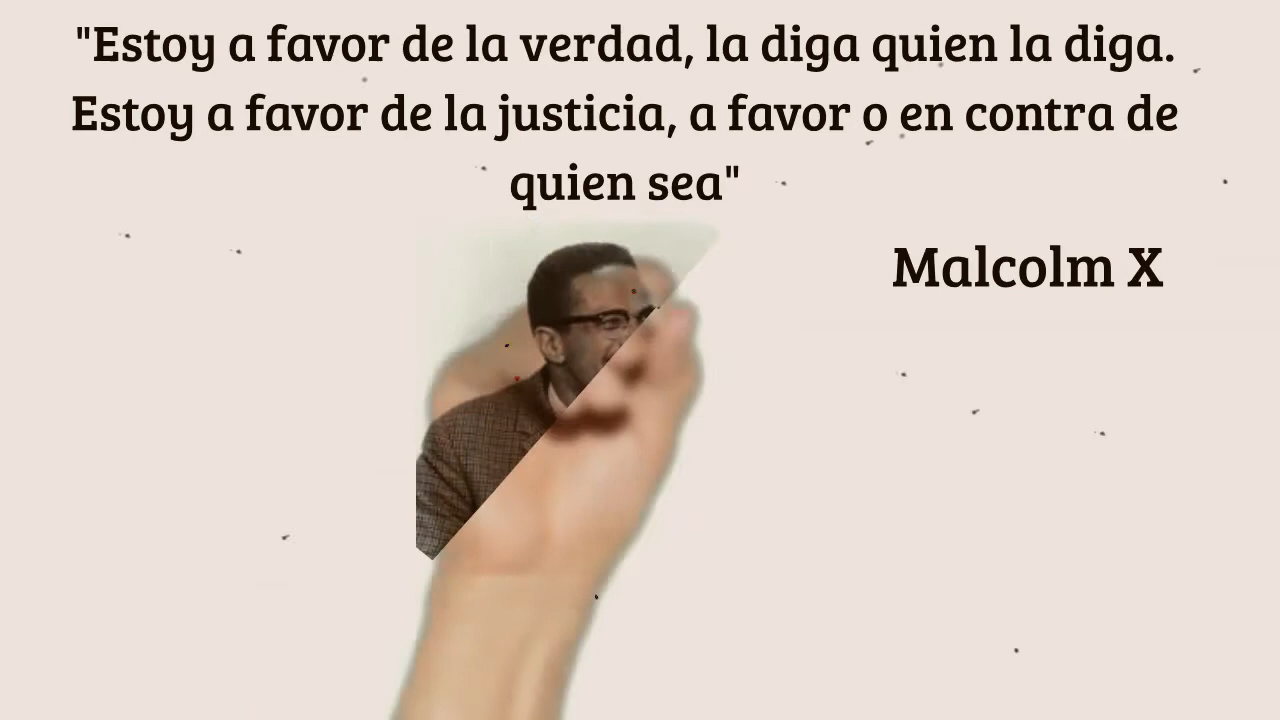 "Estoy a favor de la verdad, la diga quien la diga.
Estoy a favor de la justicia, a favor o en contra de
quien sea"
Malcolm X